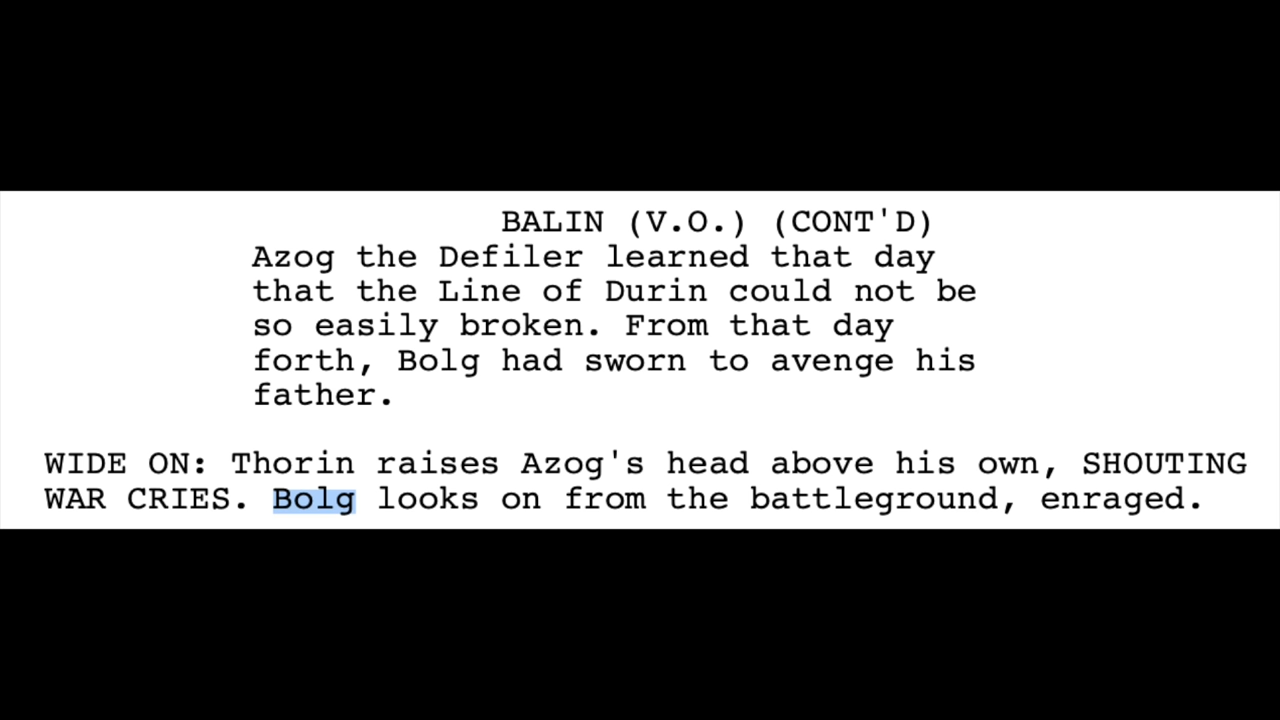 BALIN (V.O.) (CONT'D)
Azog the Defiler learned that day
that the Line of Durin could not be
so easily broken. From that day
forth, Bolg had sworn to avenge his
father.
WIDE ON: Thorin raises Azog's head above his own, SHOUTING
WAR CRIES. Bolg looks on from the battleground, enraged.